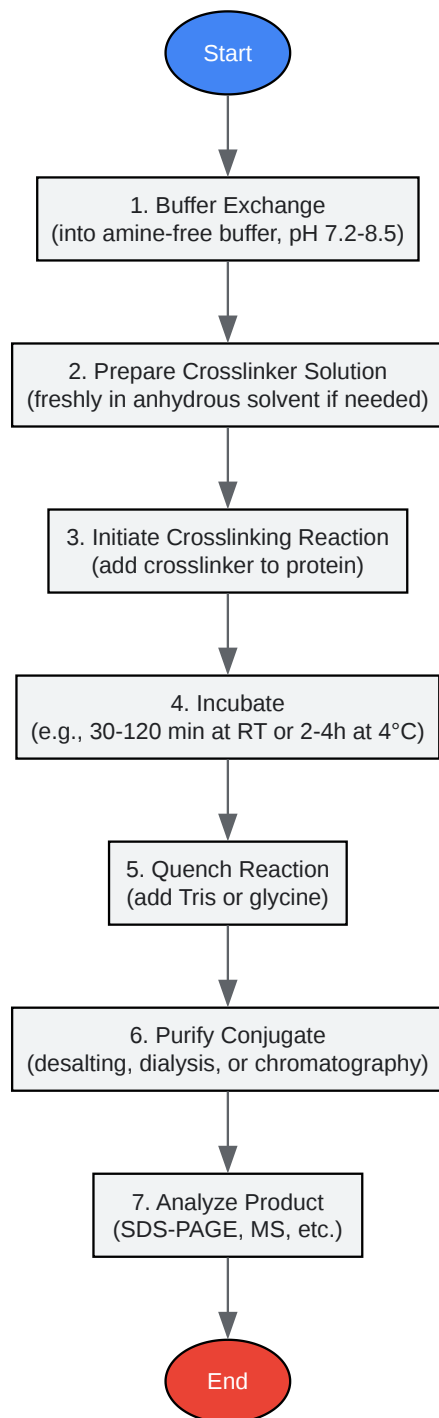 Start
1. Buffer Exchange
(into amine-free buffer, pH 7.2-8.5)
2. Prepare Crosslinker Solution
(freshly in anhydrous solvent if needed)
3. Initiate Crosslinking Reaction
(add crosslinker to protein)
4. Incubate
(e.g., 30-120 min at RT or 2-4h at 4°C)
5. Quench Reaction
(add Tris or glycine)
6. Purify Conjugate
(desalting, dialysis, or chromatography)
7. Analyze Product
(SDS-PAGE, MS, etc.)
End